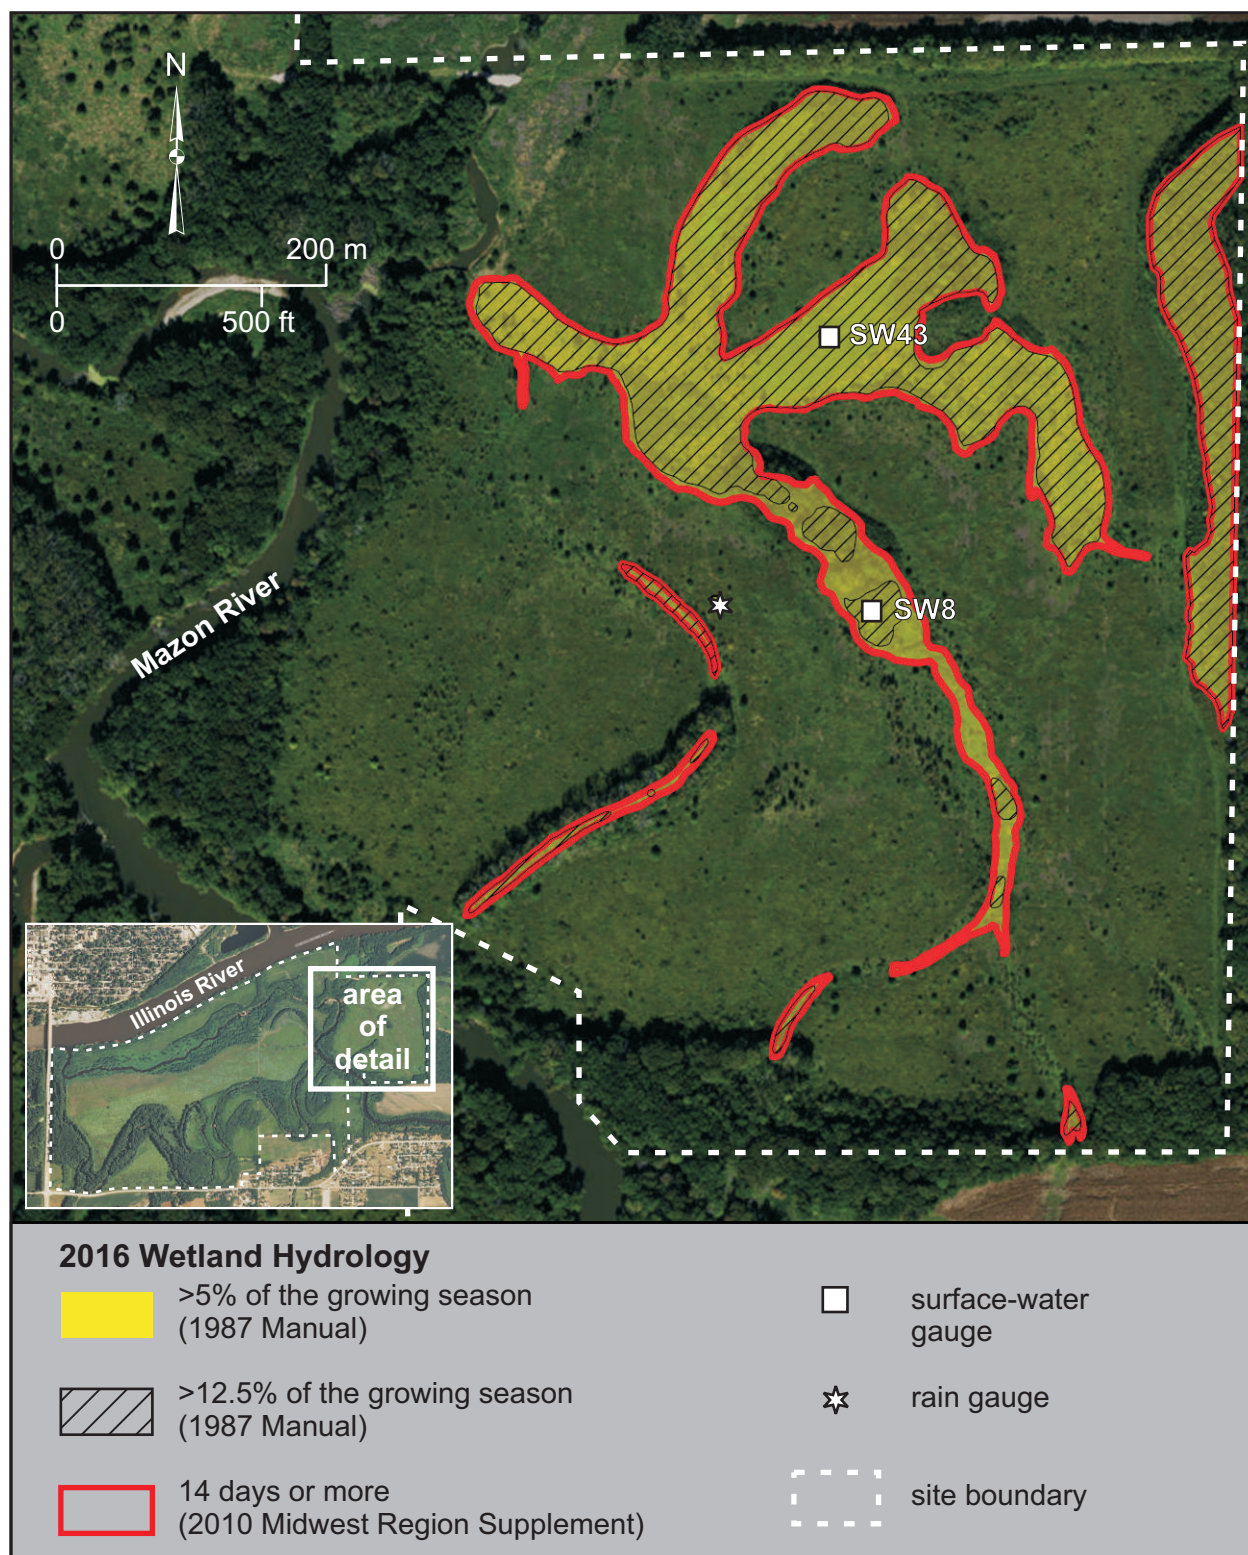 N
0
200 m
0
500 ft
SW43
SW8
Mazon River
Illinois River
area
of
detail
2016 Wetland Hydrology
>5% of the growing season
(1987 Manual)
>12.5% of the growing season
(1987 Manual)
14 days or more
(2010 Midwest Region Supplement)
surface-water
gauge
rain gauge
site boundary